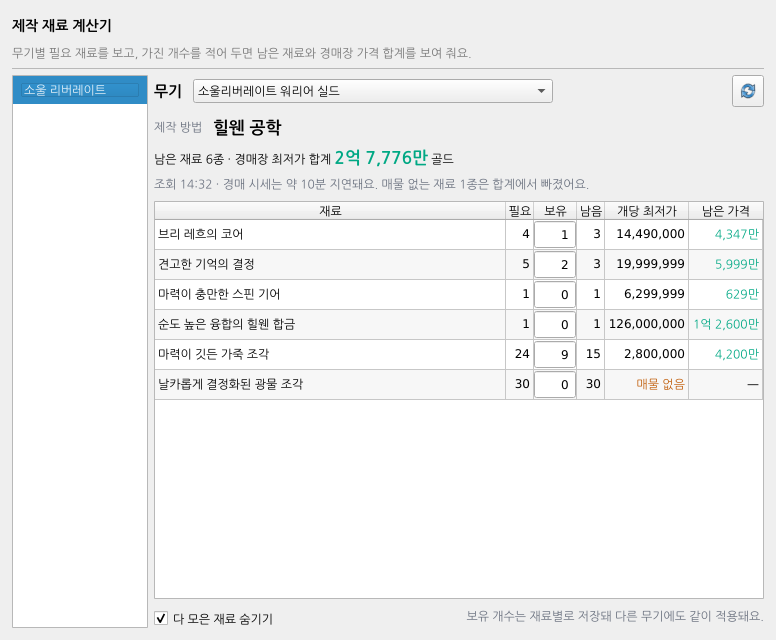 제작 재료 계산기
무기별 필요 재료를 보고, 가진 개수를 적어 두면 남은 재료와 경매장 가격 합계를 보여 줘요.
소울 리버레이트
무기 소울리버레이트 워리어 실드
제작 방법 힐웬 공학
남은 재료 6종 · 경매장 최저가 합계 2억 7,776만 골드
조회 14:32 · 경매 시세는 약 10분 지연돼요. 매물 없는 재료 1종은 합계에서 빠졌어요.
재료 필요 보유 남음 개당 최저가 남은 가격
브리 레흐의 코어 4 1 3 14,490,000 4,347만
견고한 기억의 결정 5 2 3 19,999,999 5,999만
마력이 충만한 스핀 기어 1 0 1 6,299,999 629만
순도 높은 융합의 힐웬 합금 1 0 1 126,000,000 1억 2,600만
마력이 깃든 가죽 조각 24 9 15 2,800,000 4,200만
날카롭게 결정화된 광물 조각 30 0 30 매물 없음 —
다 모은 재료 숨기기
보유 개수는 재료별로 저장돼 다른 무기에도 같이 적용돼요.